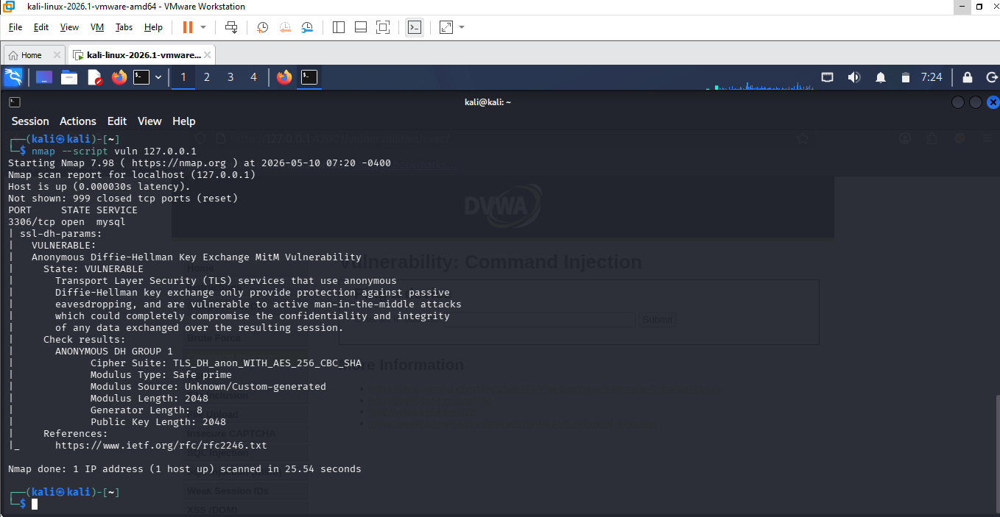 kali-linux-2026.1-vmware-amd64 - VMware Workstation
File Edit View VM Tabs Help
Home kali-linux-2026.1-vmware...
1 2 3 4 7:24
kali@kali: ~
Session Actions Edit View Help
┌──(kali㉿kali)-[~]
└─$ nmap --script vuln 127.0.0.1
Starting Nmap 7.98 ( https://nmap.org ) at 2026-05-10 07:20 -0400
Nmap scan report for localhost (127.0.0.1)
Host is up (0.000030s latency).
Not shown: 999 closed tcp ports (reset)
PORT     STATE SERVICE
3306/tcp open  mysql
| ssl-dh-params:
|   VULNERABLE:
|   Anonymous Diffie-Hellman Key Exchange MitM Vulnerability
|     State: VULNERABLE
|       Transport Layer Security (TLS) services that use anonymous
|       Diffie-Hellman key exchange only provide protection against passive
|       eavesdropping, and are vulnerable to active man-in-the-middle attacks
|       which could completely compromise the confidentiality and integrity
|       of any data exchanged over the resulting session.
|     Check results:
|       ANONYMOUS DH GROUP 1
|             Cipher Suite: TLS_DH_anon_WITH_AES_256_CBC_SHA
|             Modulus Type: Safe prime
|             Modulus Source: Unknown/Custom-generated
|             Modulus Length: 2048
|             Generator Length: 8
|             Public Key Length: 2048
|     References:
|_      https://www.ietf.org/rfc/rfc2246.txt
Nmap done: 1 IP address (1 host up) scanned in 25.54 seconds
┌──(kali㉿kali)-[~]
└─$
DVWA
Vulnerability: Command Injection
Submit
More Information
Home
Brute Force
Insecure CAPTCHA
SQL Injection
Weak Session IDs
XSS (DOM)